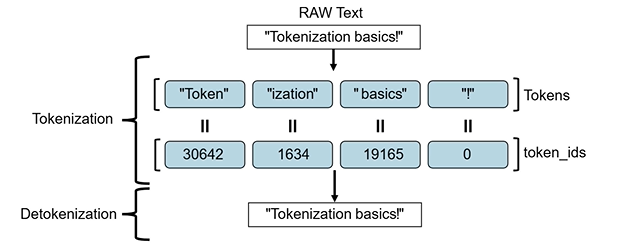 RAW Text
"Tokenization basics!"
"Token" "ization" " basics" "!" Tokens
Tokenization
30642 1634 19165 0 token_ids
Detokenization "Tokenization basics!"